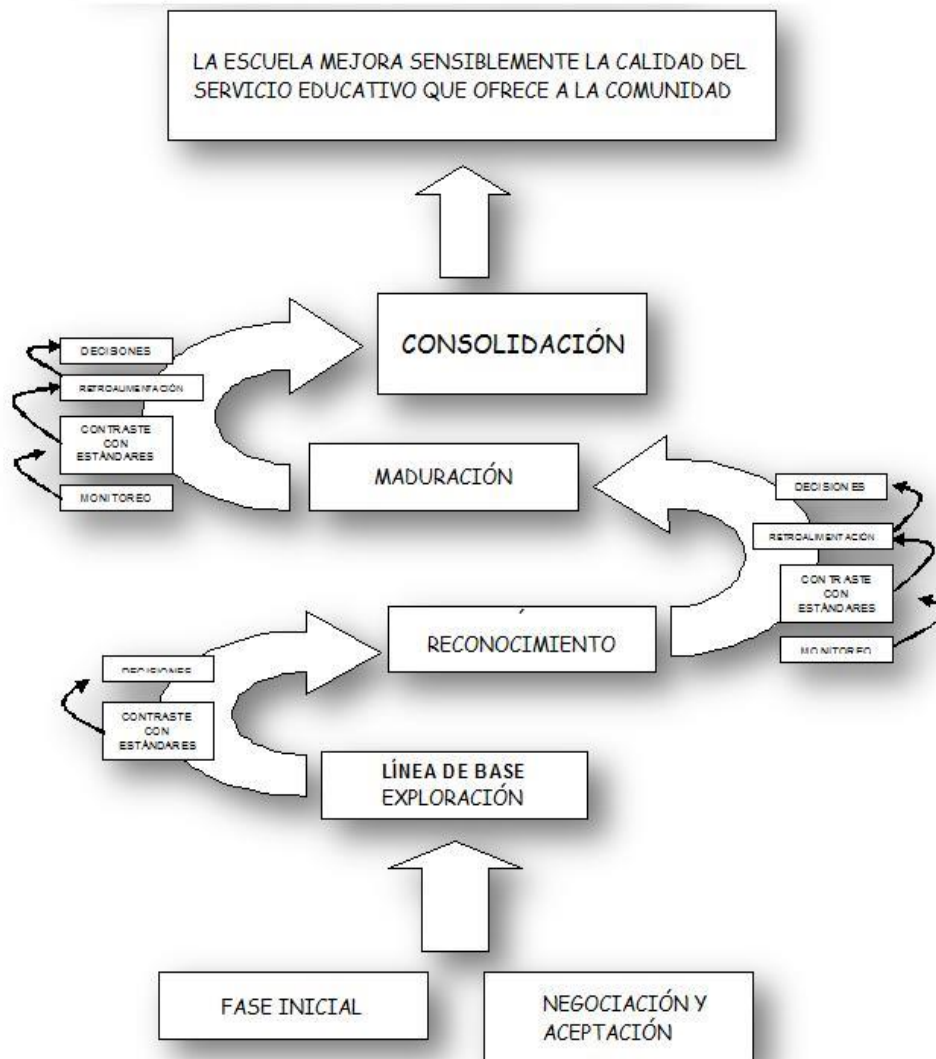 LA ESCUELA MEJORA SENSIBLEMENTE LA CALIDAD DEL
SERVICIO EDUCATIVO QUE OFRECE A LA COMUNIDAD
CONSOLIDACIÓN
DECISONES
RETROALIMENTACIÓN
CONTRASTE
CON
ESTÁNDARES
MONITOREO
MADURACIÓN
DECISIONES
RETROALIMENTACIÓN
CONTRASTE
CON
ESTÁNDARES
MONITOREO
RECONOCIMIENTO
DECISIONES
CONTRASTE
CON
ESTÁNDARES
LÍNEA DE BASE
EXPLORACIÓN
FASE INICIAL
NEGOCIACIÓN Y
ACEPTACIÓN